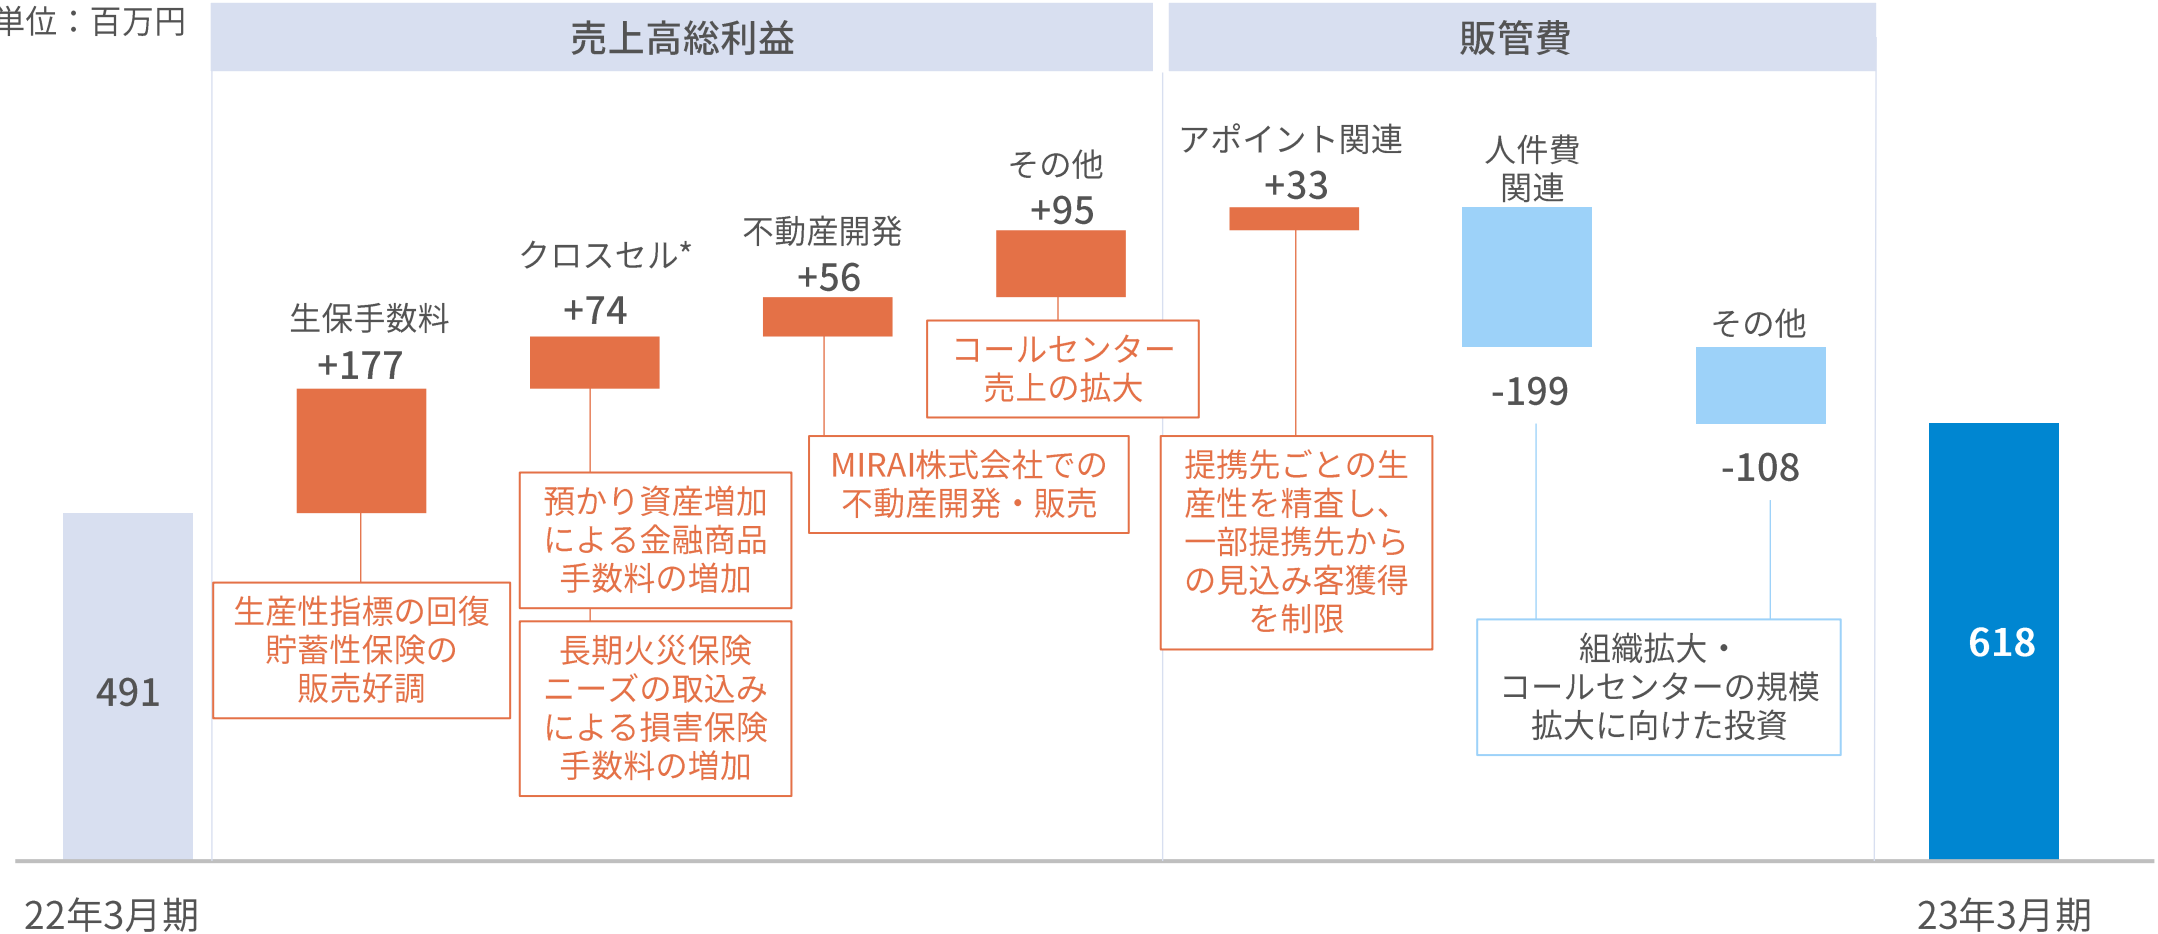 単位：百万円
売上高総利益
販管費
生保手数料
+177
クロスセル*
+74
不動産開発
+56
その他
+95
アポイント関連
+33
人件費
関連
-199
その他
-108
コールセンター
売上の拡大
MIRAI株式会社での
不動産開発・販売
預かり資産増加
による金融商品
手数料の増加
長期火災保険
ニーズの取込み
による損害保険
手数料の増加
生産性指標の回復
貯蓄性保険の
販売好調
提携先ごとの生
産性を精査し、
一部提携先から
の見込み客獲得
を制限
組織拡大・
コールセンターの規模
拡大に向けた投資
491
618
22年3月期
23年3月期